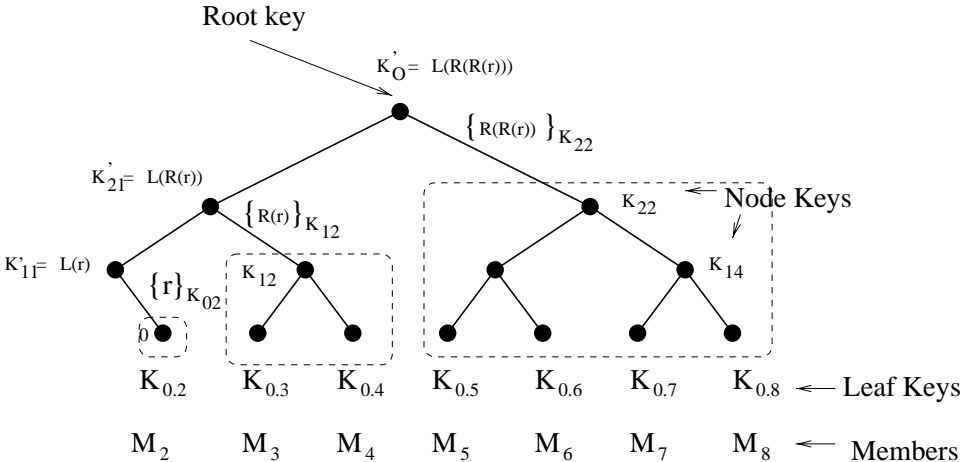 Root key
K'O = L(R(R(r)))
{R(R(r))}K22
K'21 = L(R(r))
{R(r)}K12
K22
Node Keys
K'11 = L(r)
{r}K02
K12
K14
0
K0.2 K0.3 K0.4 K0.5 K0.6 K0.7 K0.8 Leaf Keys
M2 M3 M4 M5 M6 M7 M8 Members